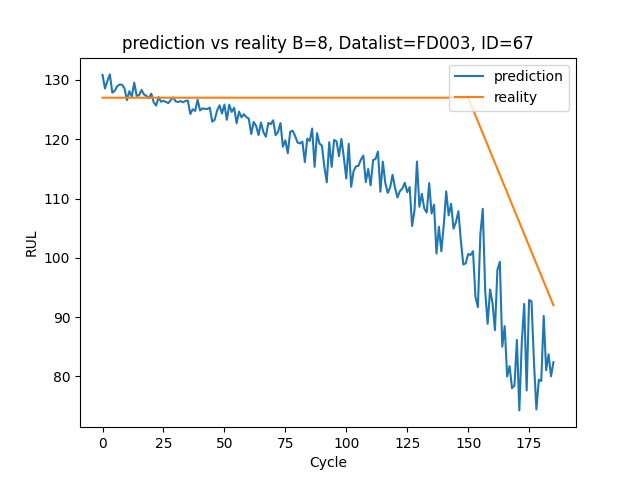 prediction vs reality B=8, Datalist=FD003, ID=67
prediction
reality
130
120
110
100
90
80
RUL
0 25 50 75 100 125 150 175
Cycle